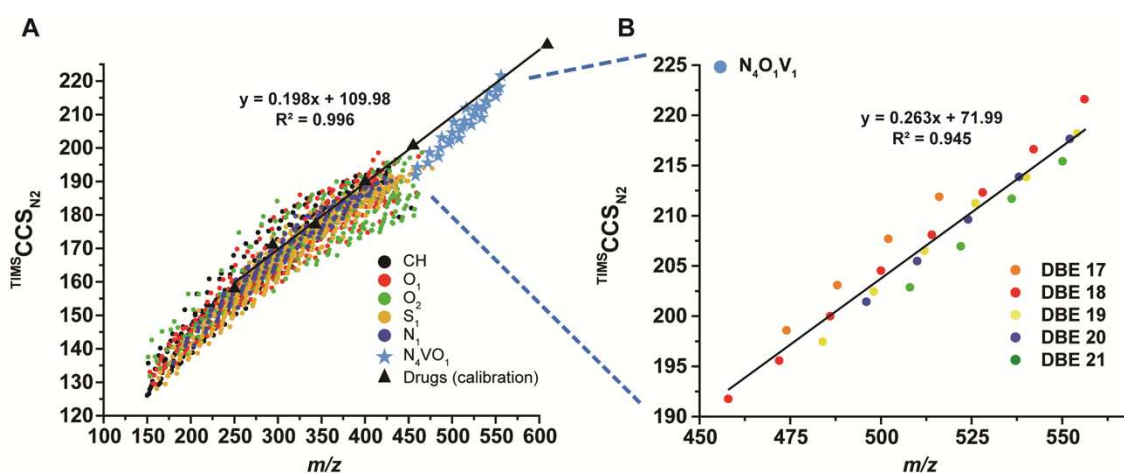 A
220
210
200
190
180
170
160
150
140
130
120
TIMSCCSN2
y = 0.198x + 109.98
R² = 0.996
CH
O1
O2
S1
N1
N4VO1
Drugs (calibration)
100 150 200 250 300 350 400 450 500 550 600
m/z
B
225
220
215
210
205
200
195
190
TIMSCCSN2
N4O1V1
y = 0.263x + 71.99
R² = 0.945
DBE 17
DBE 18
DBE 19
DBE 20
DBE 21
450 475 500 525 550
m/z